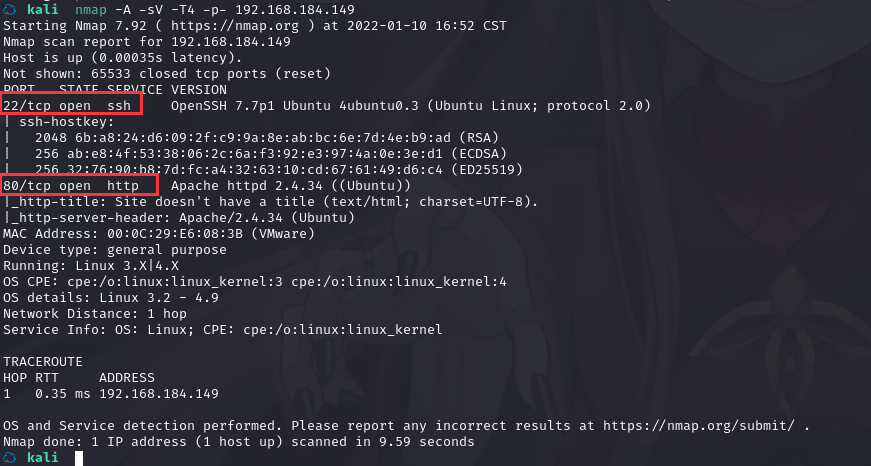 kali nmap -A -sV -T4 -p- 192.168.184.149
Starting Nmap 7.92 ( https://nmap.org ) at 2022-01-10 16:52 CST
Nmap scan report for 192.168.184.149
Host is up (0.00035s latency).
Not shown: 65533 closed tcp ports (reset)
PORT   STATE SERVICE VERSION
22/tcp open  ssh     OpenSSH 7.7p1 Ubuntu 4ubuntu0.3 (Ubuntu Linux; protocol 2.0)
| ssh-hostkey:
|   2048 6b:a8:24:d6:09:2f:c9:9a:8e:ab:bc:6e:7d:4e:b9:ad (RSA)
|   256 ab:e8:4f:53:38:06:2c:6a:f3:92:e3:97:4a:0e:3e:d1 (ECDSA)
|   256 32:76:90:b8:7d:fc:a4:32:63:10:cd:67:61:49:d6:c4 (ED25519)
80/tcp open  http    Apache httpd 2.4.34 ((Ubuntu))
|_http-title: Site doesn't have a title (text/html; charset=UTF-8).
|_http-server-header: Apache/2.4.34 (Ubuntu)
MAC Address: 00:0C:29:E6:08:3B (VMware)
Device type: general purpose
Running: Linux 3.X|4.X
OS CPE: cpe:/o:linux:linux_kernel:3 cpe:/o:linux:linux_kernel:4
OS details: Linux 3.2 - 4.9
Network Distance: 1 hop
Service Info: OS: Linux; CPE: cpe:/o:linux:linux_kernel
TRACEROUTE
HOP RTT     ADDRESS
1   0.35 ms 192.168.184.149
OS and Service detection performed. Please report any incorrect results at https://nmap.org/submit/ .
Nmap done: 1 IP address (1 host up) scanned in 9.59 seconds
kali